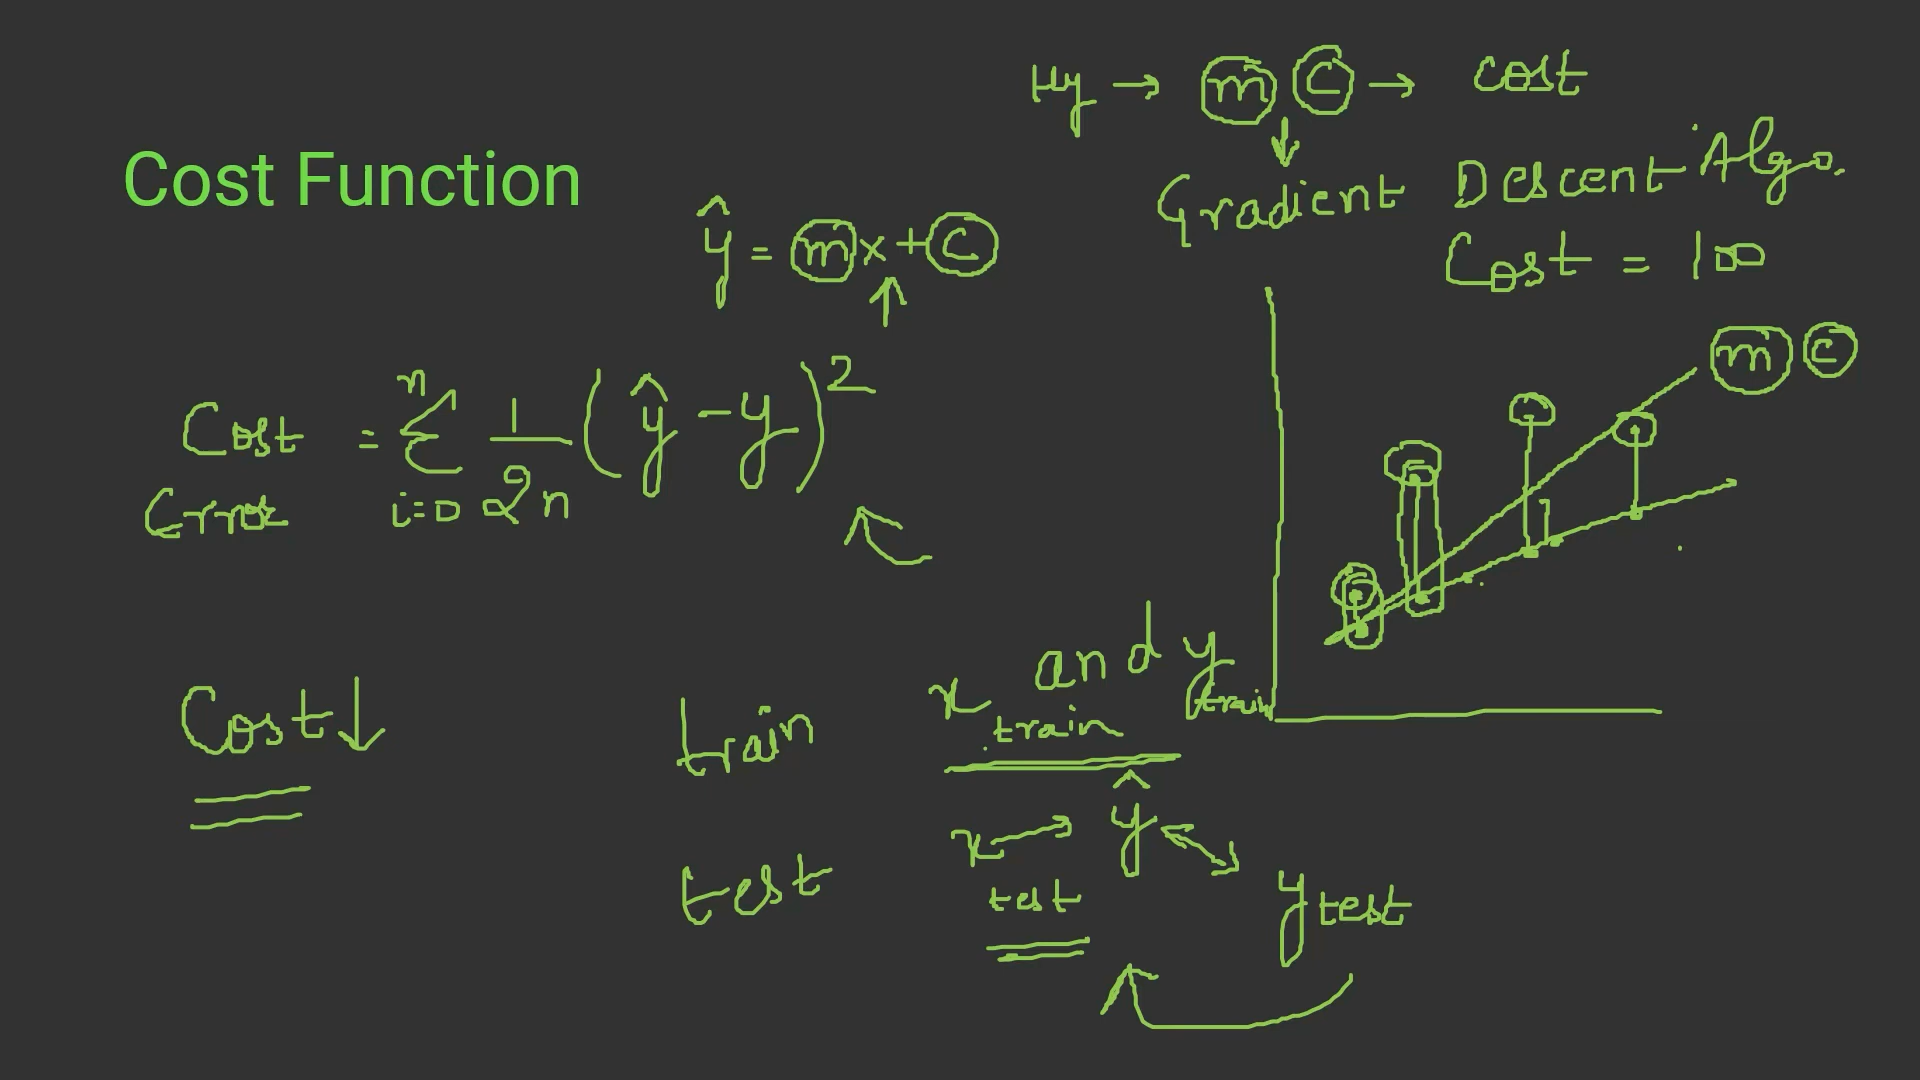 Hy → m c → cost
Cost Function
Gradient Descent Algo.
ŷ = mx + c
Cost = 100
m c
Cost = n Σ i=0 1/2n (ŷ - y)²
Error
x train and y train
Cost ↓
train
x test → ŷ ↔ y test
test